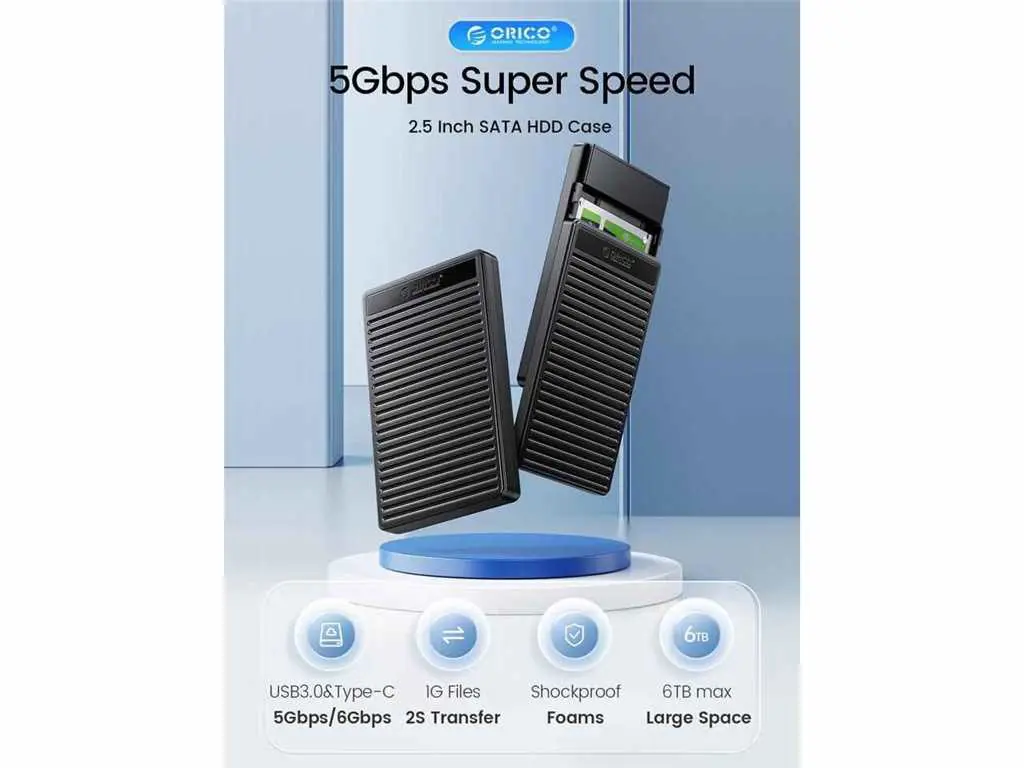 ORICO®
5Gbps Super Speed
2.5 Inch SATA HDD Case
ORICO
6TB
USB3.0&Type-C
5Gbps/6Gbps
1G Files
2S Transfer
Shockproof
Foams
6TB max
Large Space